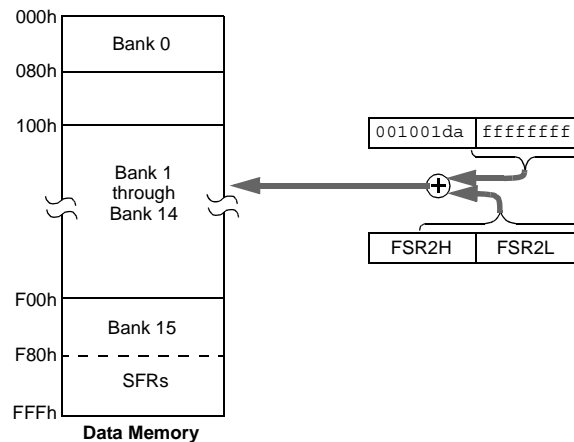 000h
Bank 0
080h
100h
001001da ffffffff
Bank 1
through
Bank 14
FSR2H FSR2L
F00h
Bank 15
F80h
SFRs
FFFh
Data Memory